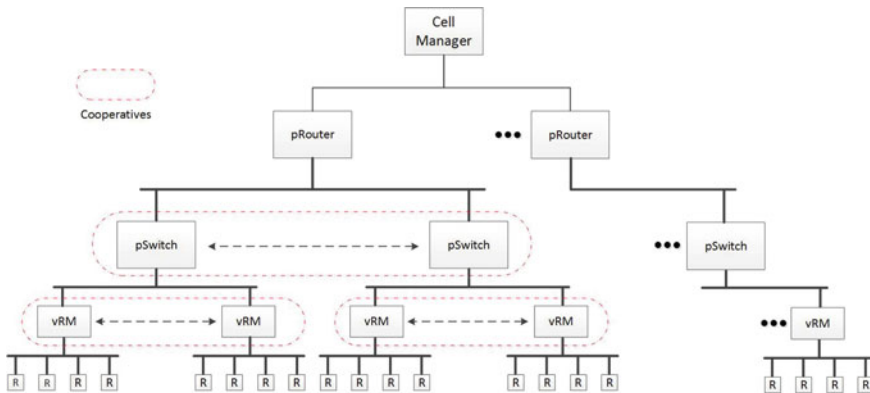 Cell
Manager
Cooperatives
pRouter
●●● pRouter
pSwitch
pSwitch
●●● pSwitch
vRM
vRM
vRM
vRM
●●● vRM
R R R R
R R R R
R R R R
R R R R
R R R R